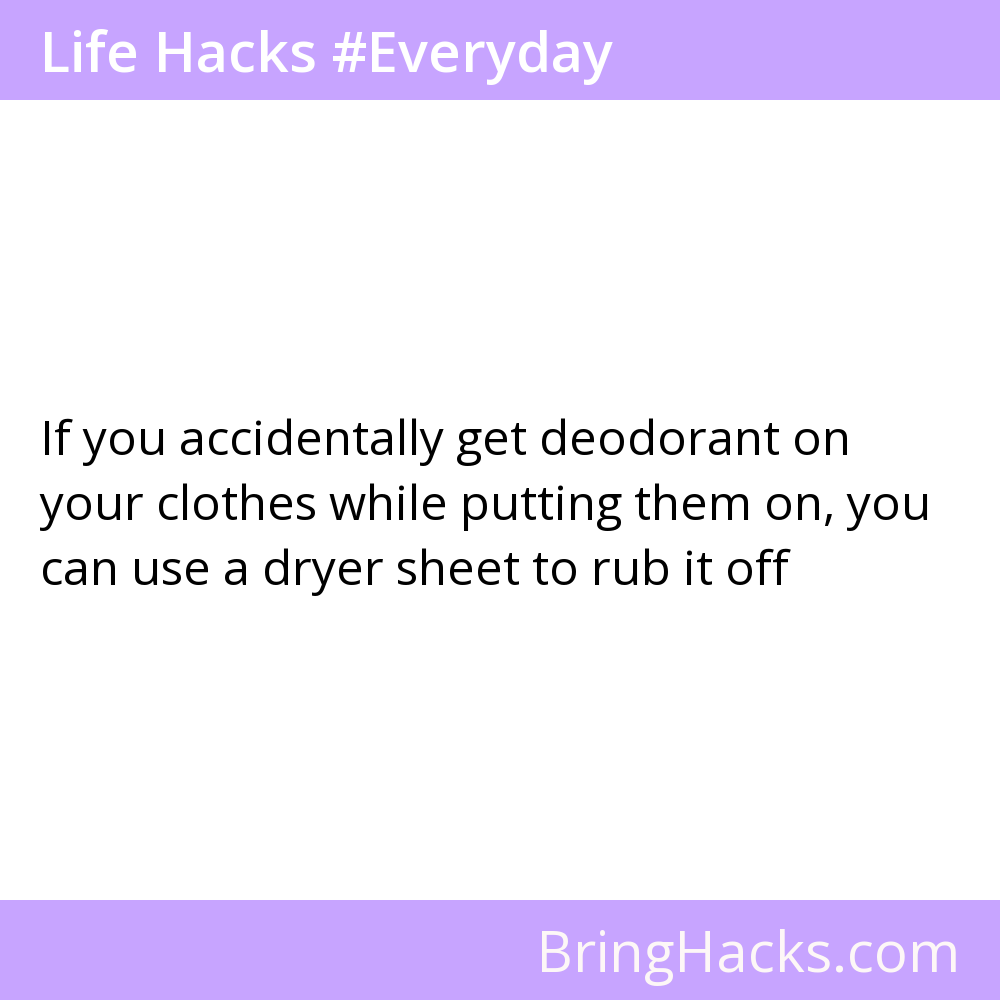 Life Hacks #Everyday
If you accidentally get deodorant on
your clothes while putting them on, you
can use a dryer sheet to rub it off
BringHacks.com